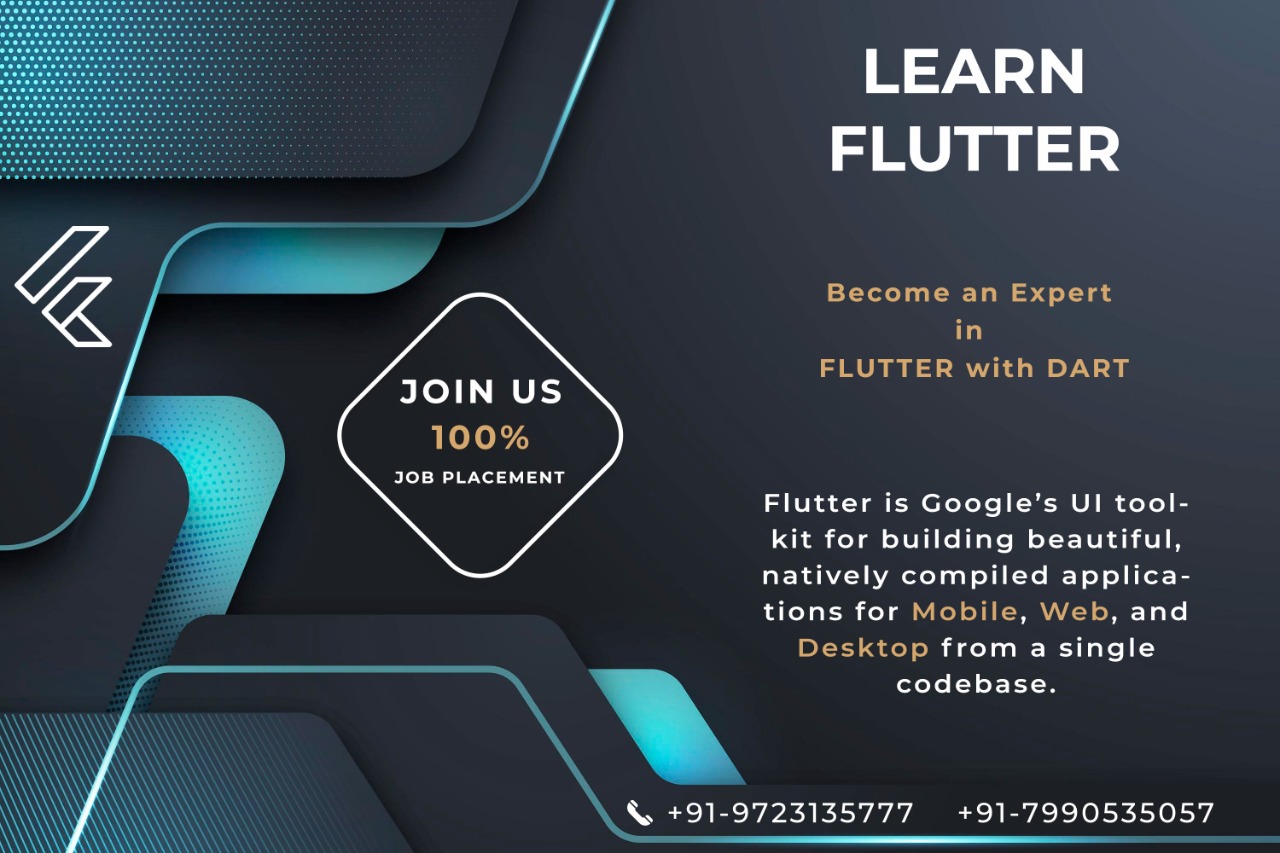 LEARN
FLUTTER
Become an Expert
in
FLUTTER with DART
JOIN US
100%
JOB PLACEMENT
Flutter is Google’s UI tool-
kit for building beautiful,
natively compiled applica-
tions for Mobile, Web, and
Desktop from a single
codebase.
+91-9723135777 +91-7990535057